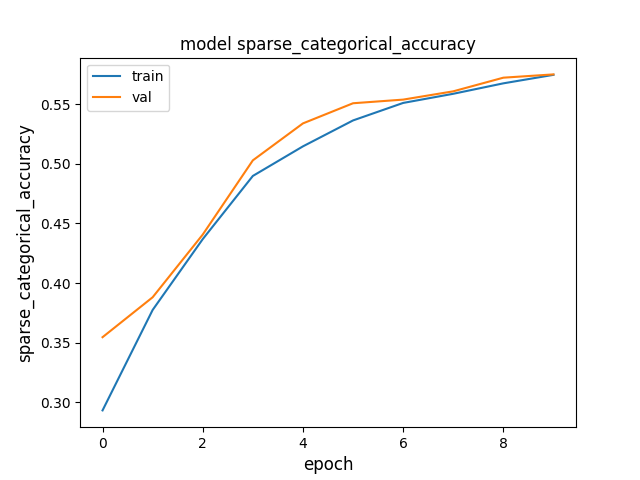 model sparse_categorical_accuracy
train
val
sparse_categorical_accuracy
0.55
0.50
0.45
0.40
0.35
0.30
0 2 4 6 8
epoch